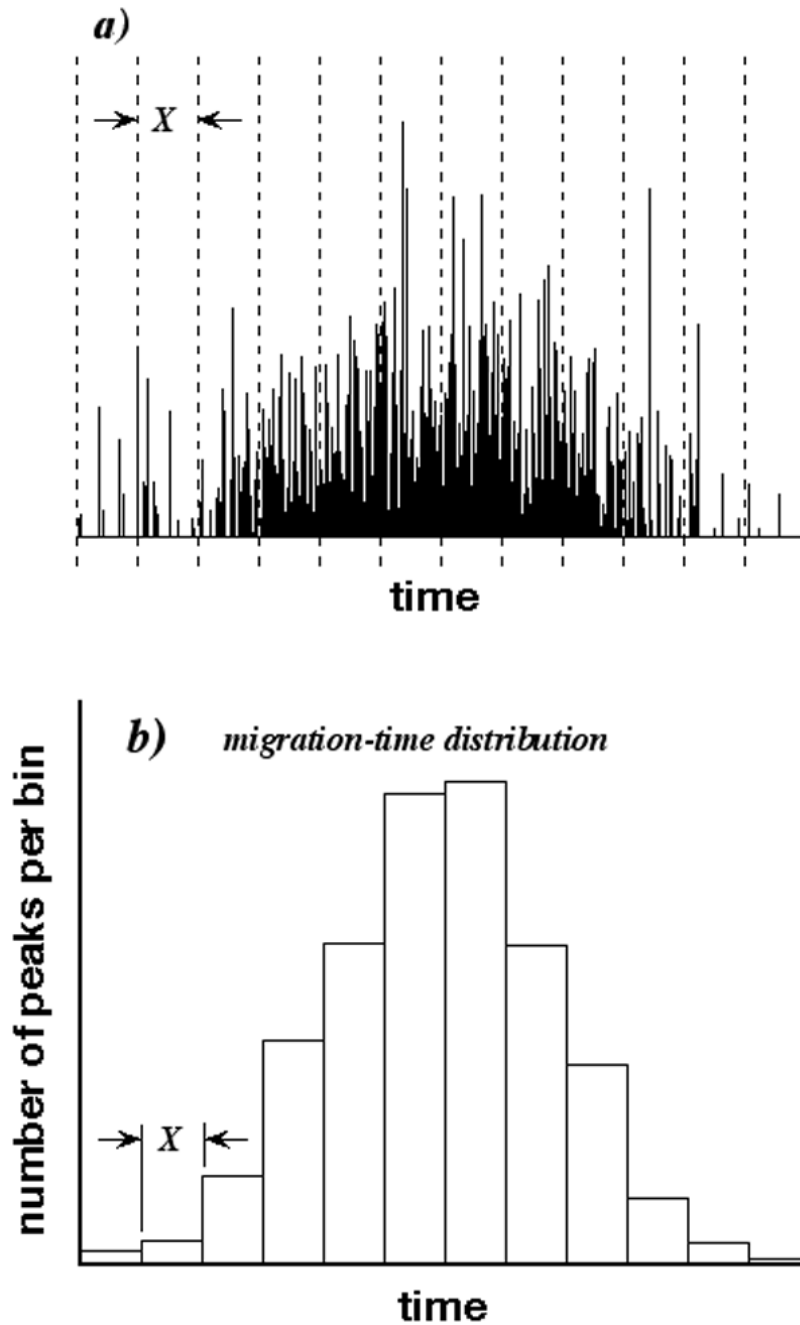 a)
X
time
b) migration-time distribution
number of peaks per bin
X
time